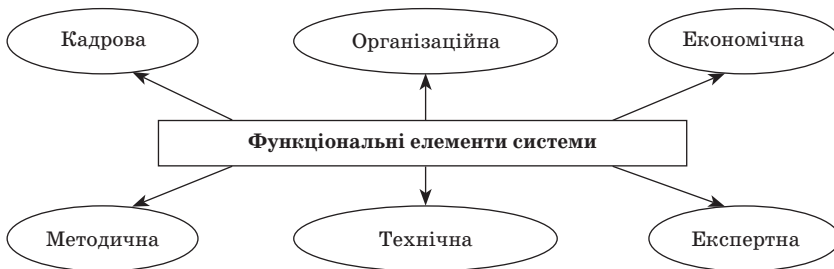 Кадрова
Організаційна
Економічна
Функціональні елементи системи
Методична
Технічна
Експертна